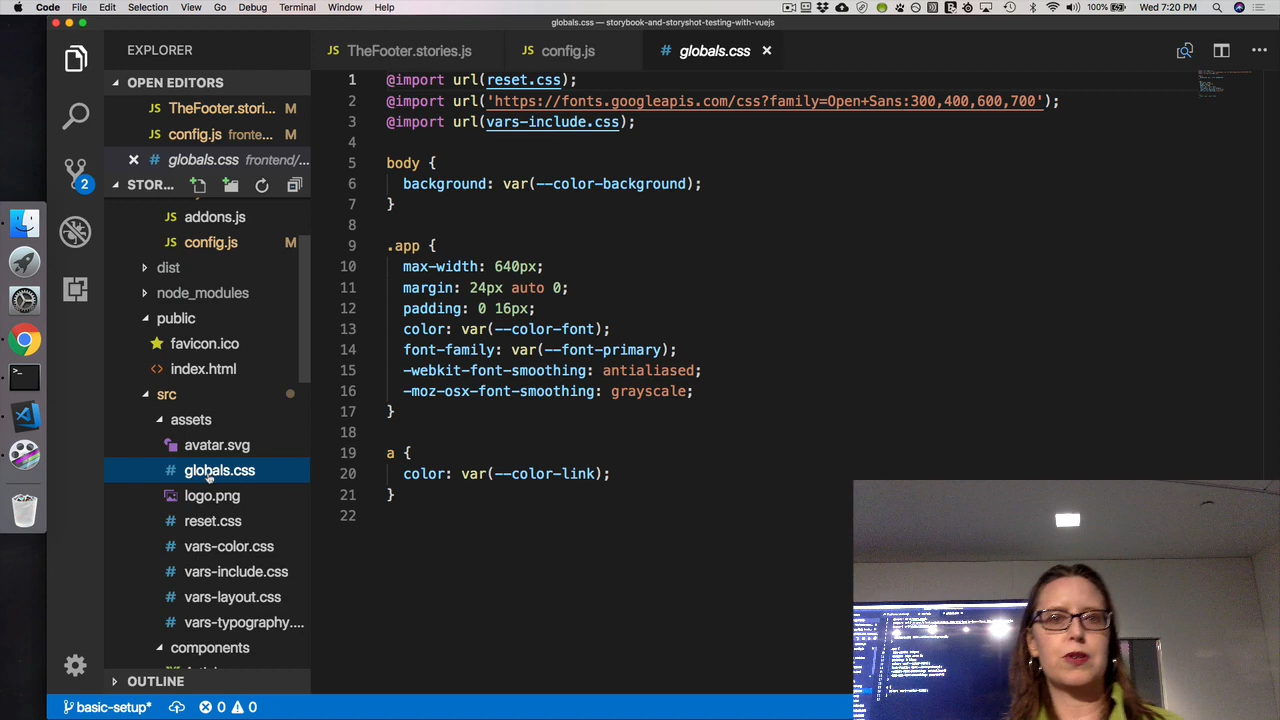 Code File Edit Selection View Go Debug Terminal Window Help 100% Wed 7:20 PM
globals.css — storybook-and-storyshot-testing-with-vuejs
EXPLORER
OPEN EDITORS
TheFooter.stori... M
config.js fronte... M
globals.css frontend/...
STOR...
addons.js
config.js M
dist
node_modules
public
favicon.ico
index.html
src
assets
avatar.svg
globals.css
logo.png
reset.css
vars-color.css
vars-include.css
vars-layout.css
vars-typography....
components
OUTLINE
2
TheFooter.stories.js config.js globals.css
1 @import url(reset.css);
2 @import url('https://fonts.googleapis.com/css?family=Open+Sans:300,400,600,700');
3 @import url(vars-include.css);
4
5 body {
6 background: var(--color-background);
7 }
8
9 .app {
10 max-width: 640px;
11 margin: 24px auto 0;
12 padding: 0 16px;
13 color: var(--color-font);
14 font-family: var(--font-primary);
15 -webkit-font-smoothing: antialiased;
16 -moz-osx-font-smoothing: grayscale;
17 }
18
19 a {
20 color: var(--color-link);
21 }
22
basic-setup* 0 0